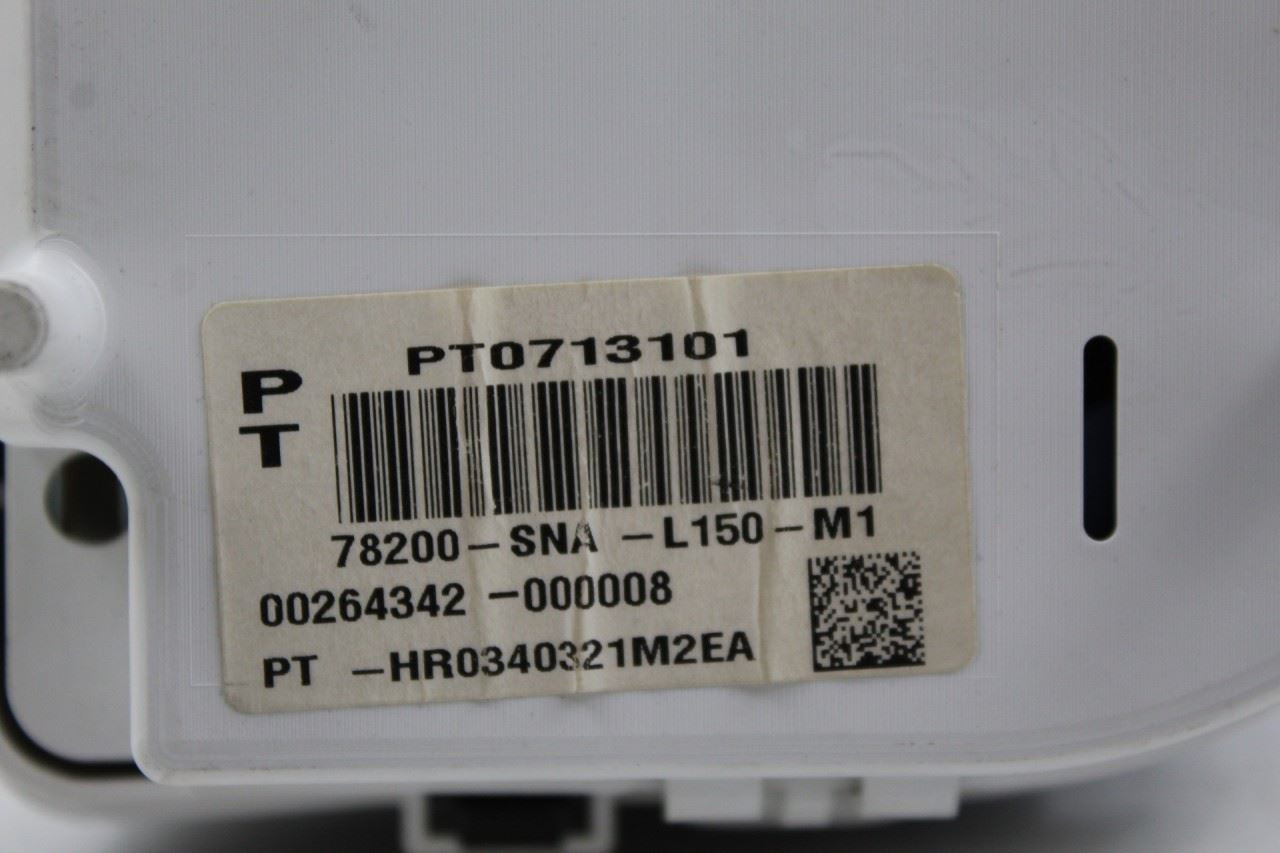 PT0713101
P
T
78200-SNA -L150-M1
00264342 -000008
PT -HR0340321M2EA